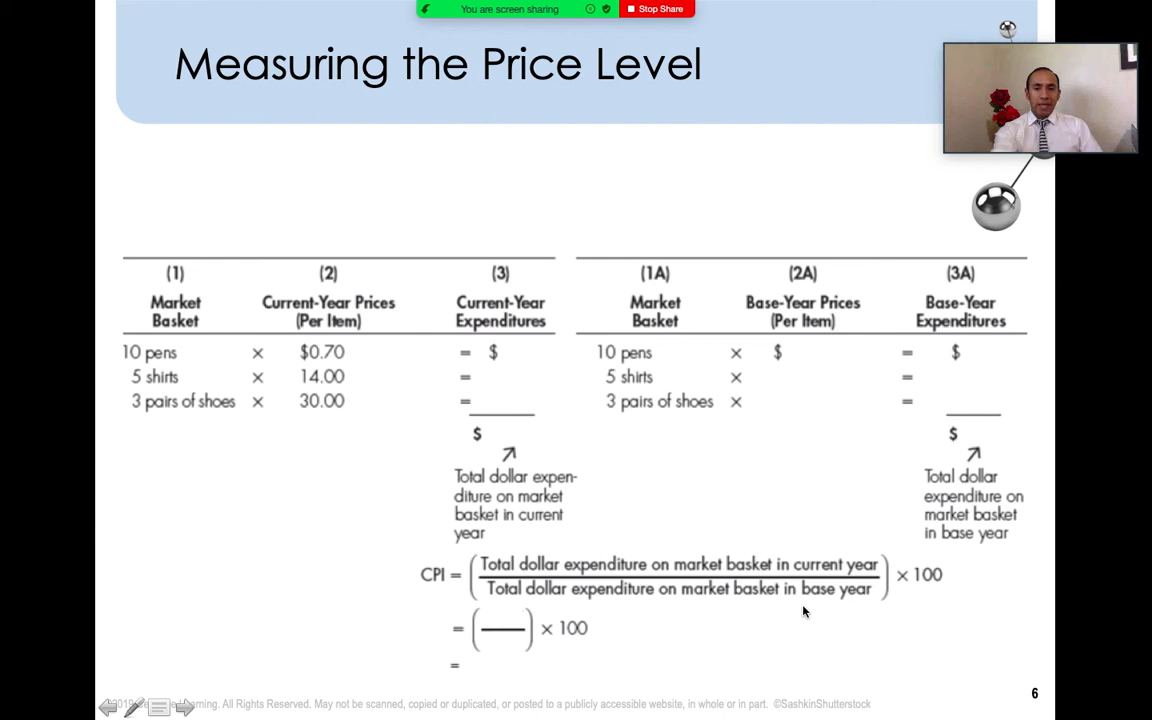 You are screen sharing
Stop Share
Measuring the Price Level
(1) (2) (3) (1A) (2A) (3A)
Market Current-Year Prices Current-Year Market Base-Year Prices Base-Year
Basket (Per Item) Expenditures Basket (Per Item) Expenditures
10 pens × $0.70 = $ 10 pens × $ = $
5 shirts × 14.00 = 5 shirts × =
3 pairs of shoes × 30.00 = 3 pairs of shoes × =
$ $
Total dollar expen- Total dollar
diture on market expenditure on
basket in current market basket
year in base year
Total dollar expenditure on market basket in current year
CPI = ( ) × 100
Total dollar expenditure on market basket in base year
= ( ) × 100
=
6
Learning. All Rights Reserved. May not be scanned, copied or duplicated, or posted to a publicly accessible website, in whole or in part. ©SashkinShutterstock